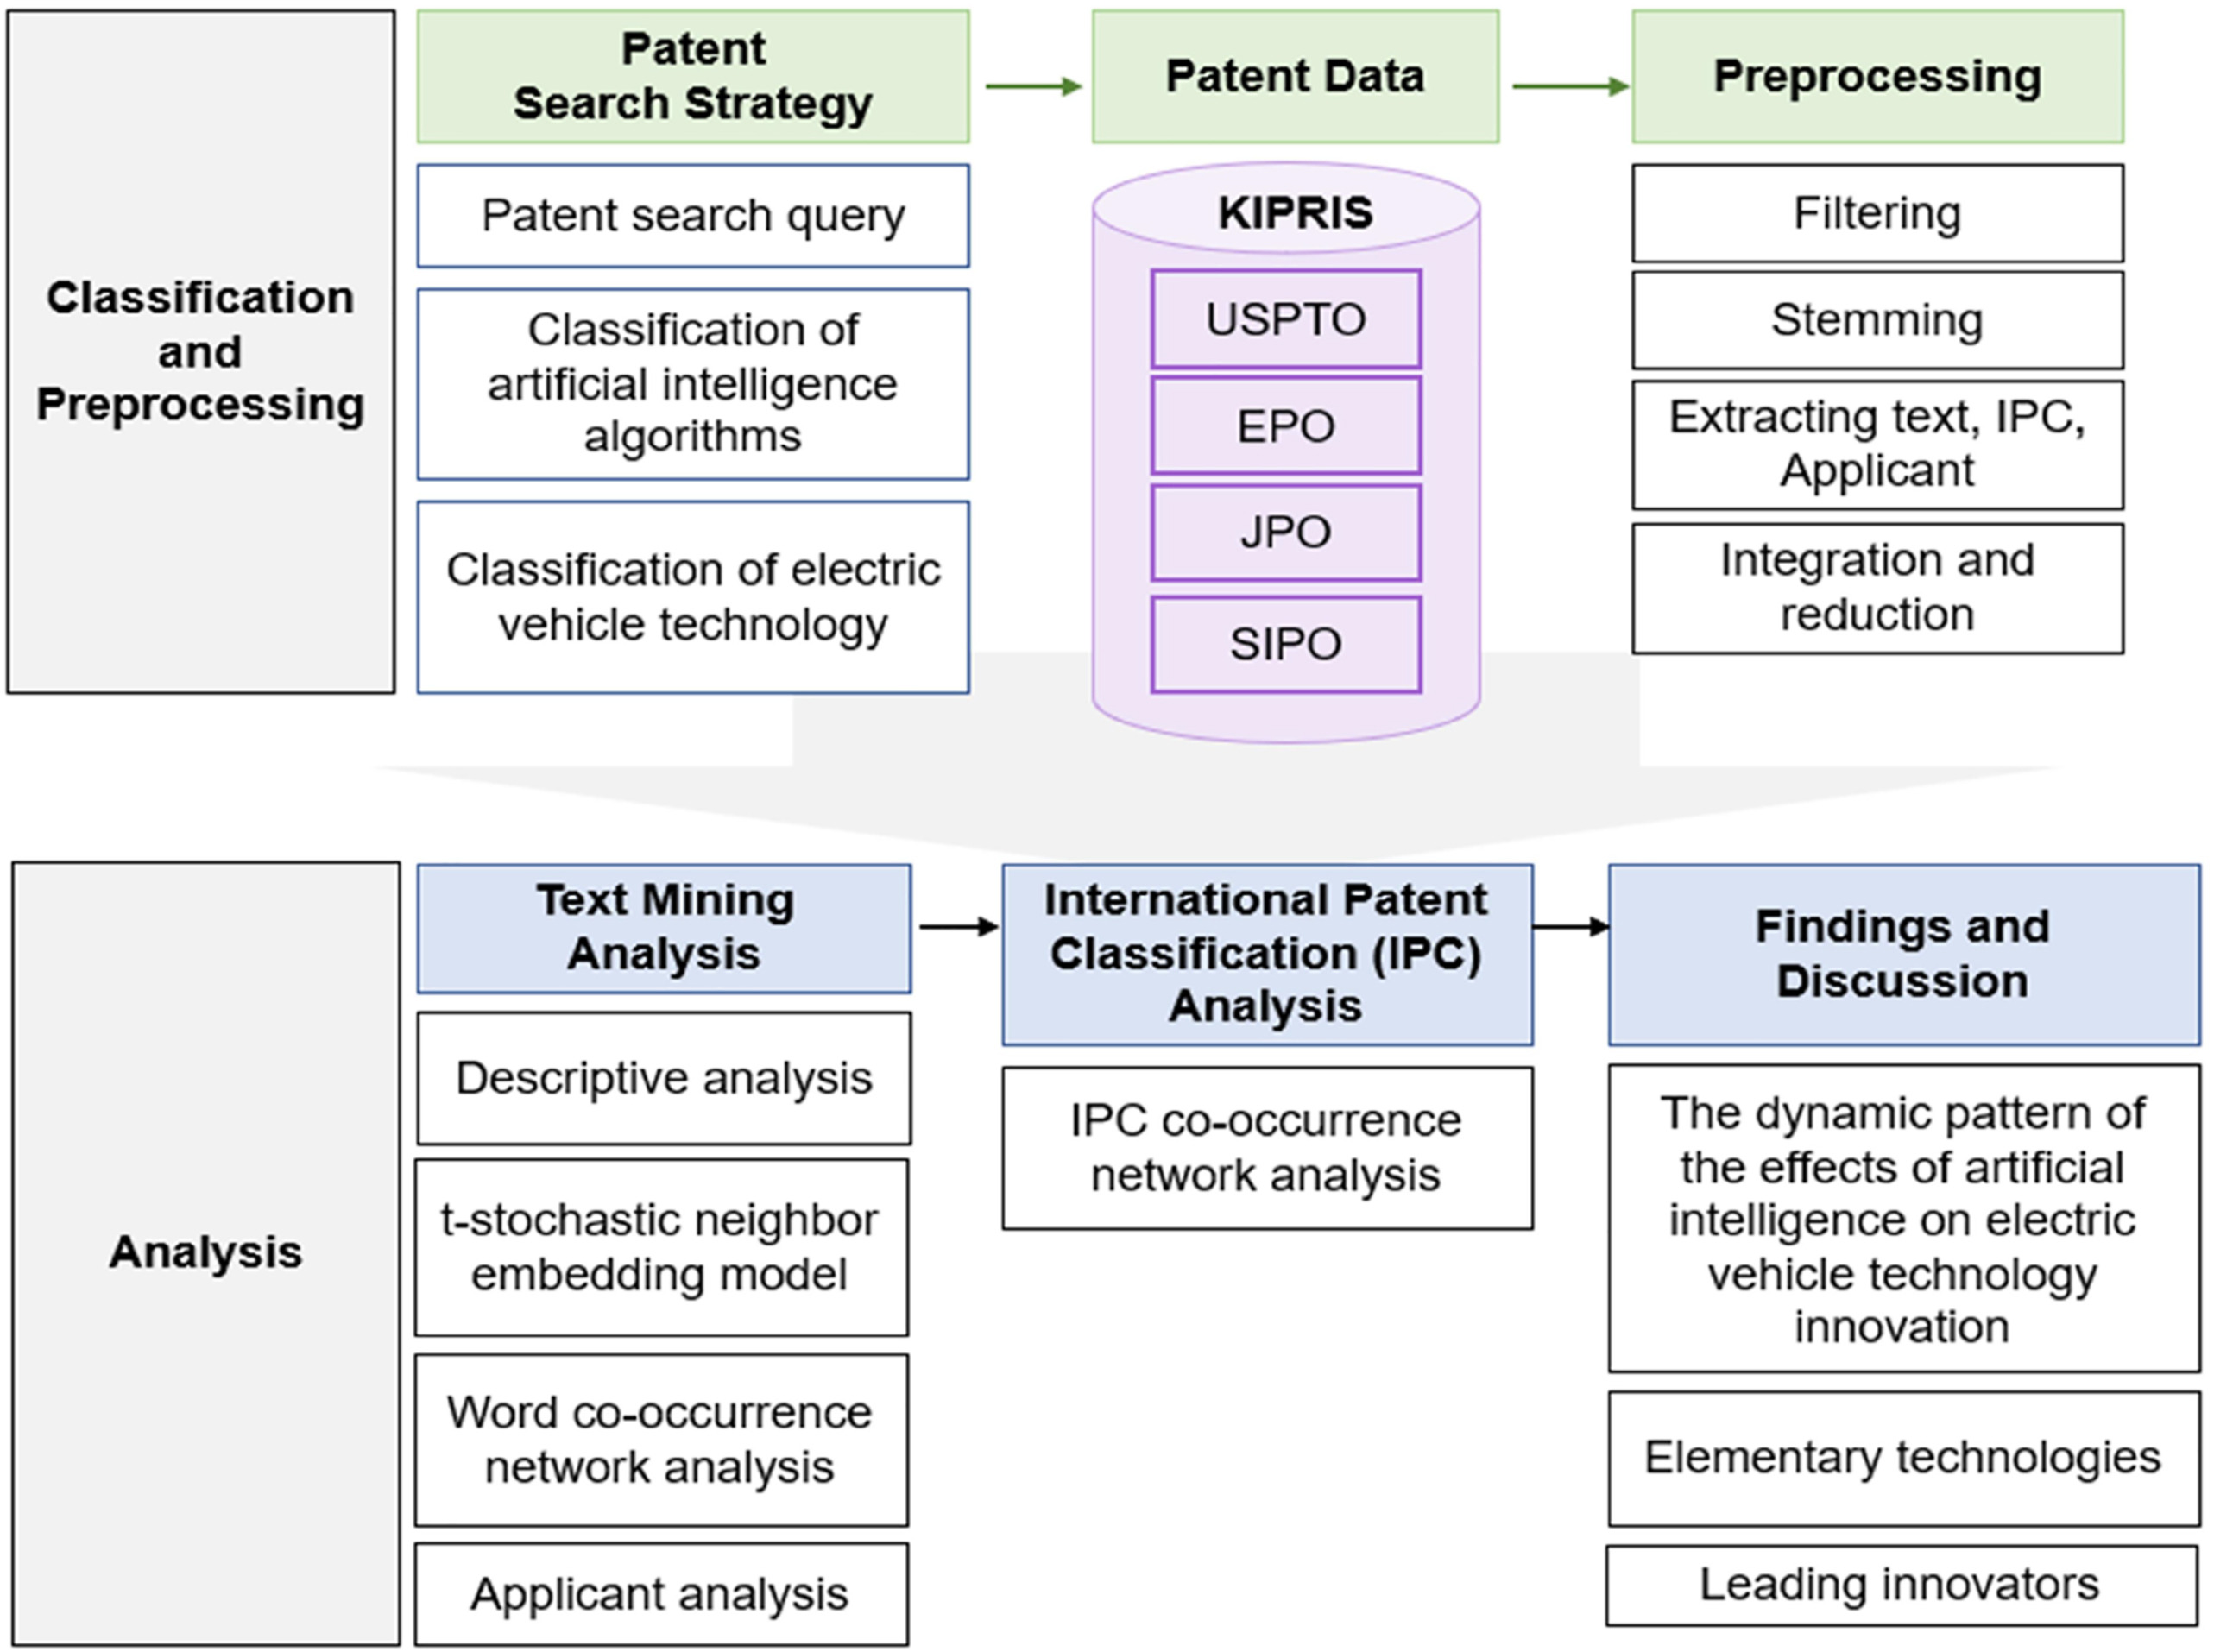 Classification
and
Preprocessing
Patent
Search Strategy
Patent search query
Classification of
artificial intelligence
algorithms
Classification of electric
vehicle technology
Patent Data
KIPRIS
USPTO
EPO
JPO
SIPO
Preprocessing
Filtering
Stemming
Extracting text, IPC,
Applicant
Integration and
reduction
Analysis
Text Mining
Analysis
Descriptive analysis
t-stochastic neighbor
embedding model
Word co-occurrence
network analysis
Applicant analysis
International Patent
Classification (IPC)
Analysis
IPC co-occurrence
network analysis
Findings and
Discussion
The dynamic pattern of
the effects of artificial
intelligence on electric
vehicle technology
innovation
Elementary technologies
Leading innovators